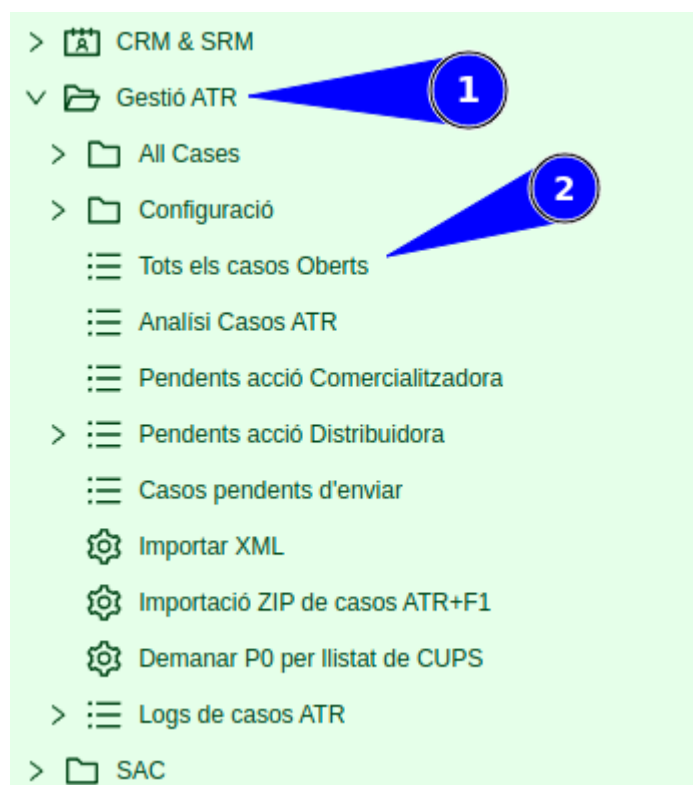 CRM & SRM
Gestió ATR
1
All Cases
2
Configuració
Tots els casos Oberts
Analísi Casos ATR
Pendents acció Comercialitzadora
Pendents acció Distribuidora
Casos pendents d'enviar
Importar XML
Importació ZIP de casos ATR+F1
Demanar P0 per llistat de CUPS
Logs de casos ATR
SAC